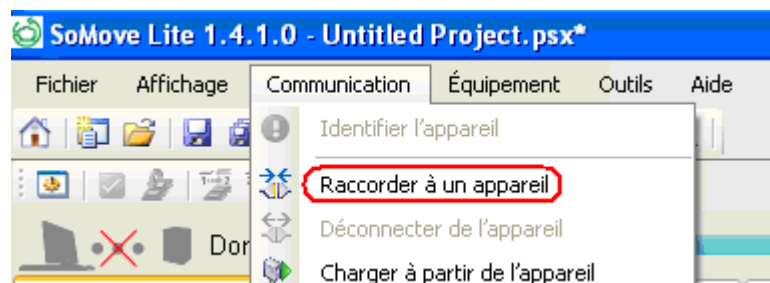 SoMove Lite 1.4.1.0 - Untitled Project.psx*
Fichier Affichage Communication Équipement Outils Aide
Identifier l'appareil
Raccorder à un appareil
Déconnecter de l'appareil
Dor
Charger à partir de l'appareil